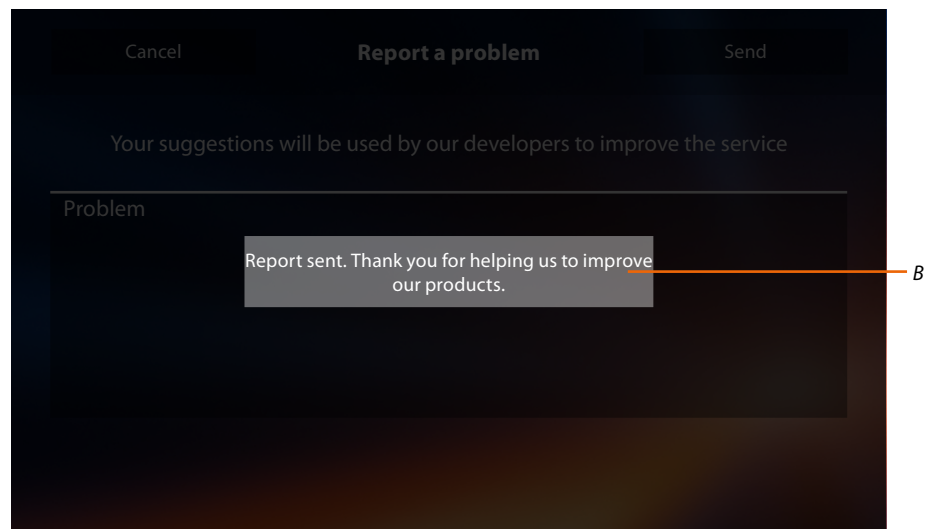 Cancel Report a problem Send
Your suggestions will be used by our developers to improve the service
Problem
Report sent. Thank you for helping us to improve
our products.
B